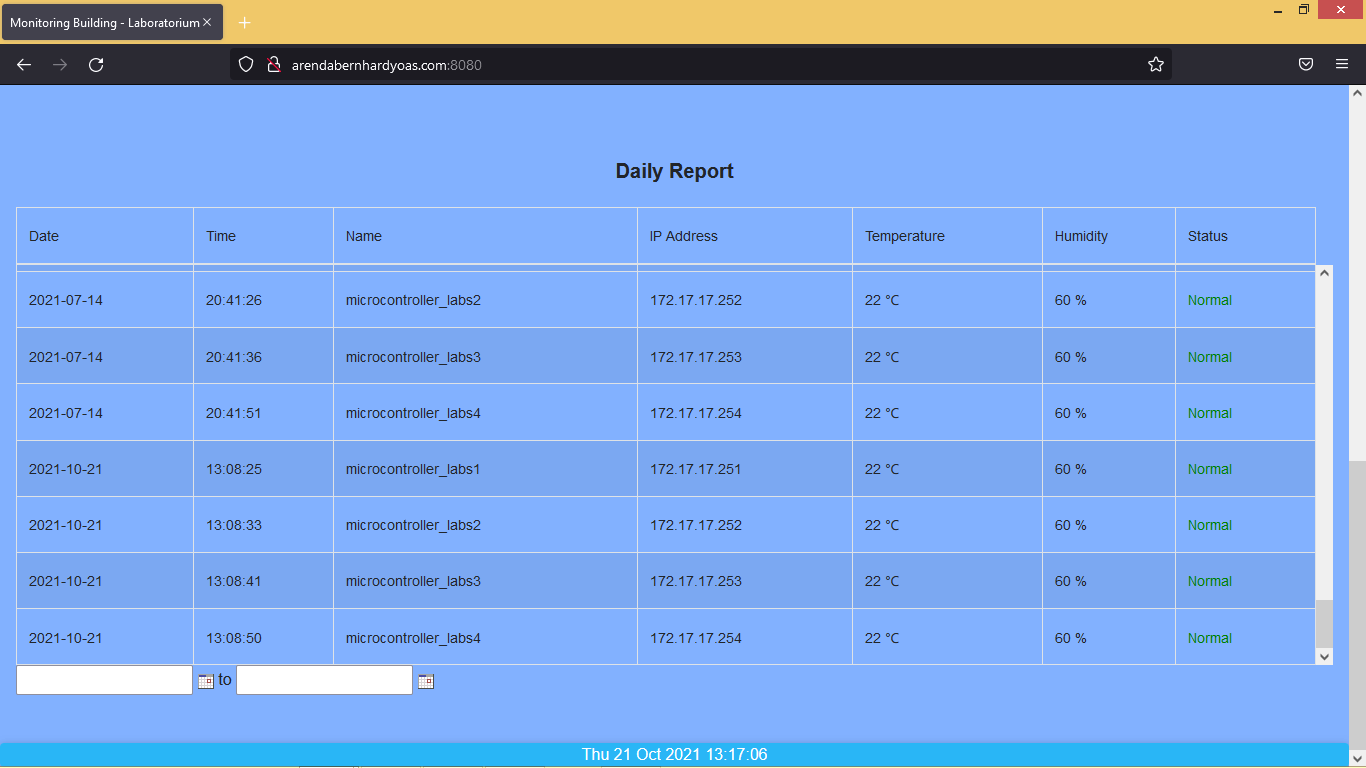 Monitoring Building - Laboratorium
arendabernhardyoas.com:8080
Daily Report
Date Time Name IP Address Temperature Humidity Status
2021-07-14 20:41:26 microcontroller_labs2 172.17.17.252 22 °C 60 % Normal
2021-07-14 20:41:36 microcontroller_labs3 172.17.17.253 22 °C 60 % Normal
2021-07-14 20:41:51 microcontroller_labs4 172.17.17.254 22 °C 60 % Normal
2021-10-21 13:08:25 microcontroller_labs1 172.17.17.251 22 °C 60 % Normal
2021-10-21 13:08:33 microcontroller_labs2 172.17.17.252 22 °C 60 % Normal
2021-10-21 13:08:41 microcontroller_labs3 172.17.17.253 22 °C 60 % Normal
2021-10-21 13:08:50 microcontroller_labs4 172.17.17.254 22 °C 60 % Normal
to
Thu 21 Oct 2021 13:17:06